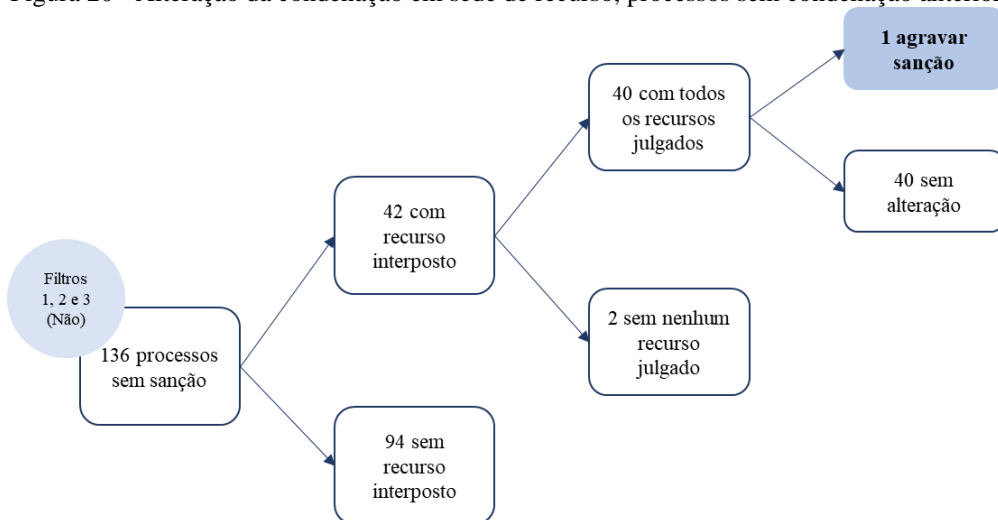 Figura 20 - Alteração da condenação em sede de recurso, processos sem condenação anterior
1 agravar
sanção
40 com todos
os recursos
julgados
40 sem
alteração
42 com
recurso
interposto
Filtros
1, 2 e 3
(Não)
2 sem nenhum
recurso
julgado
136 processos
sem sanção
94 sem
recurso
interposto